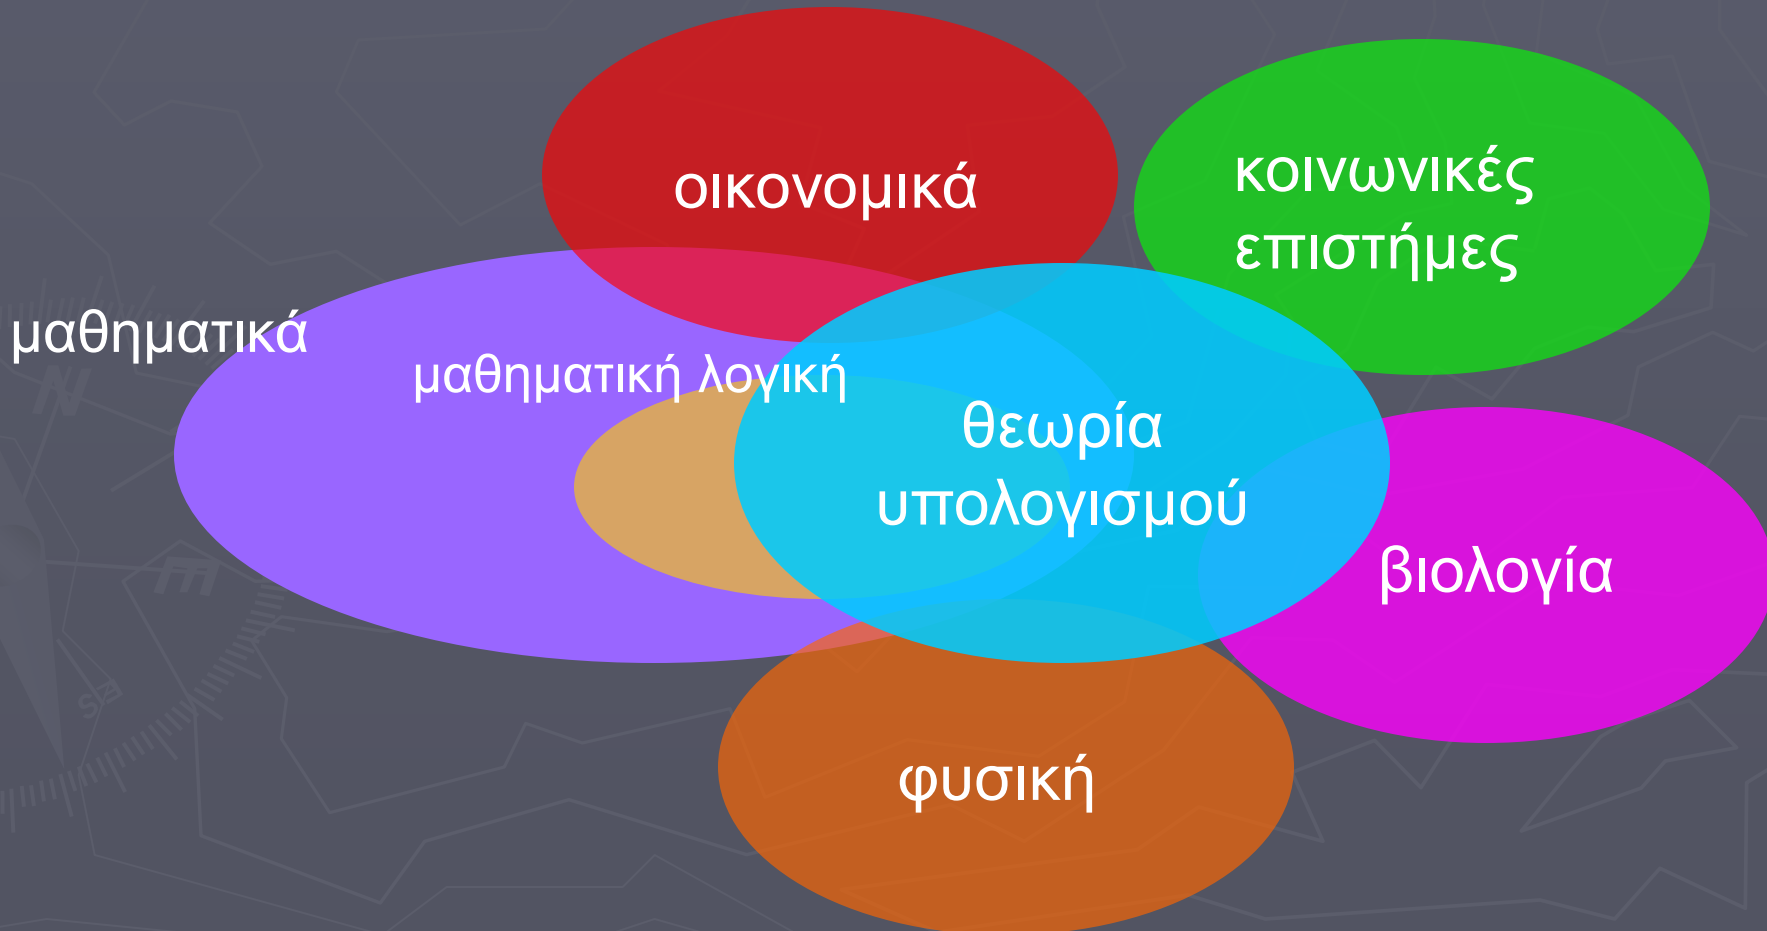 οικονομικά
κοινωνικές
επιστήμες
μαθηματικά
μαθηματική λογική
θεωρία
υπολογισμού
βιολογία
φυσική
N
E